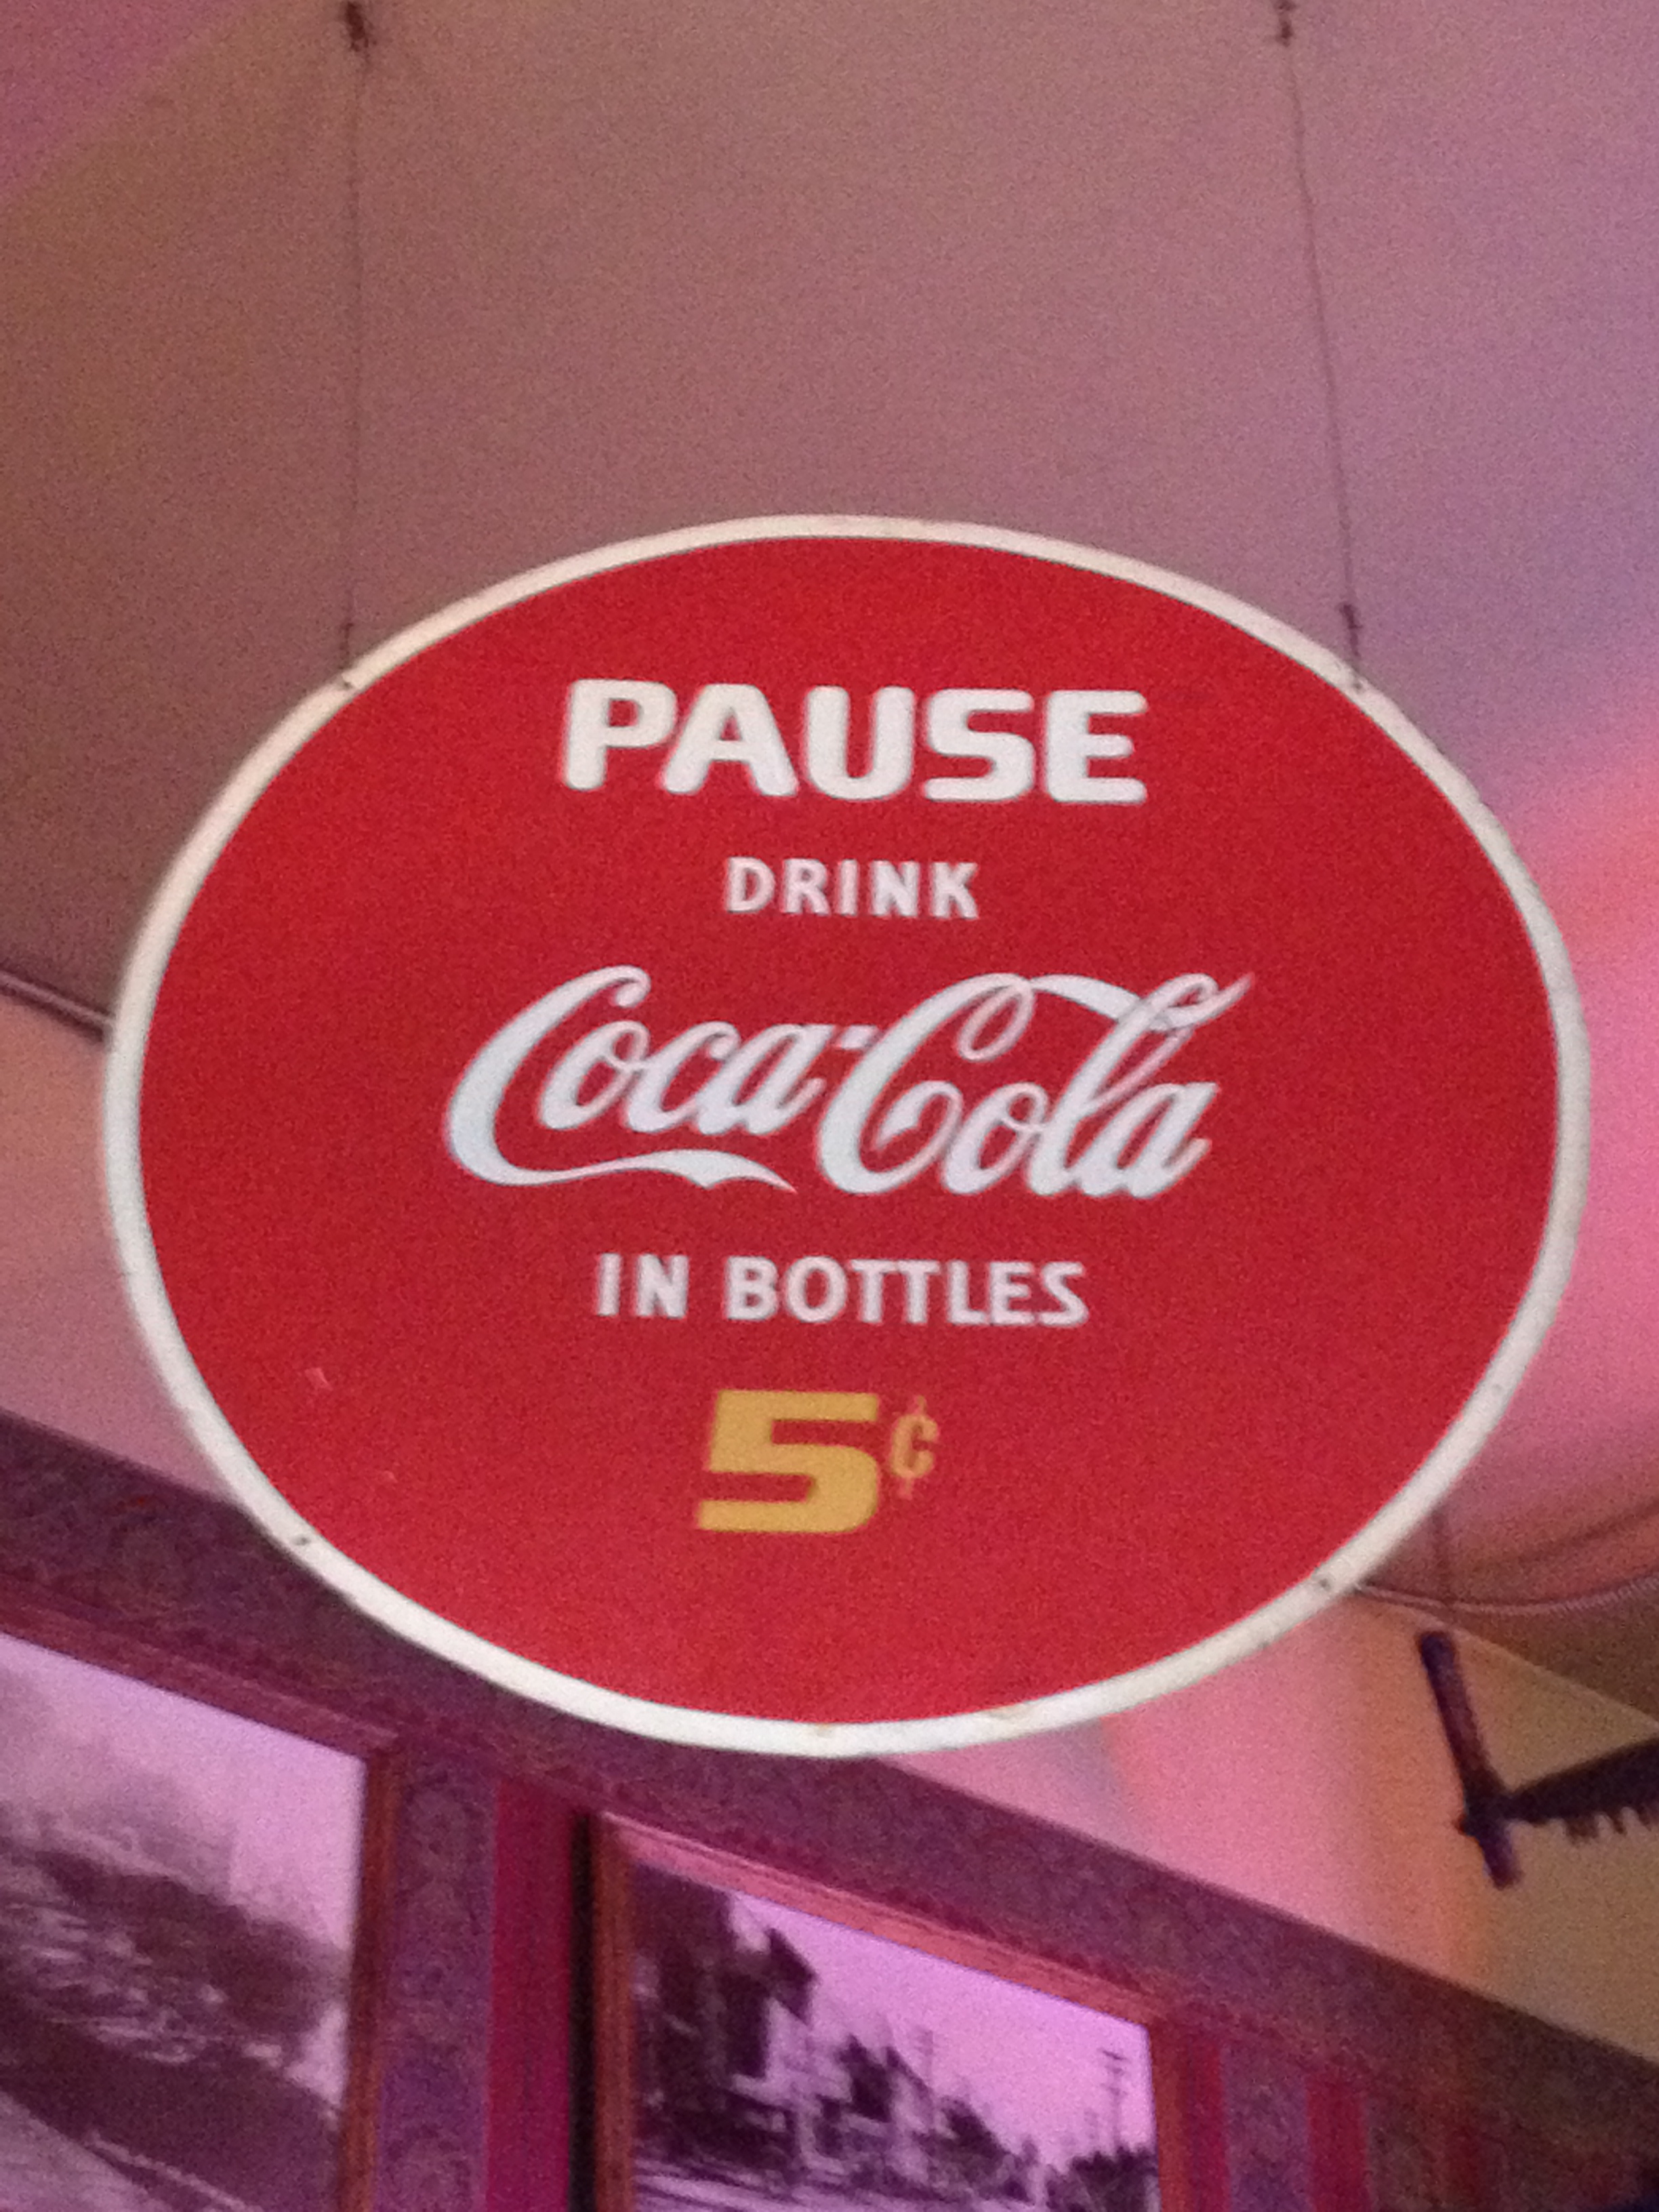 PAUSE
DRINK
Coca-Cola
IN BOTTLES
5¢